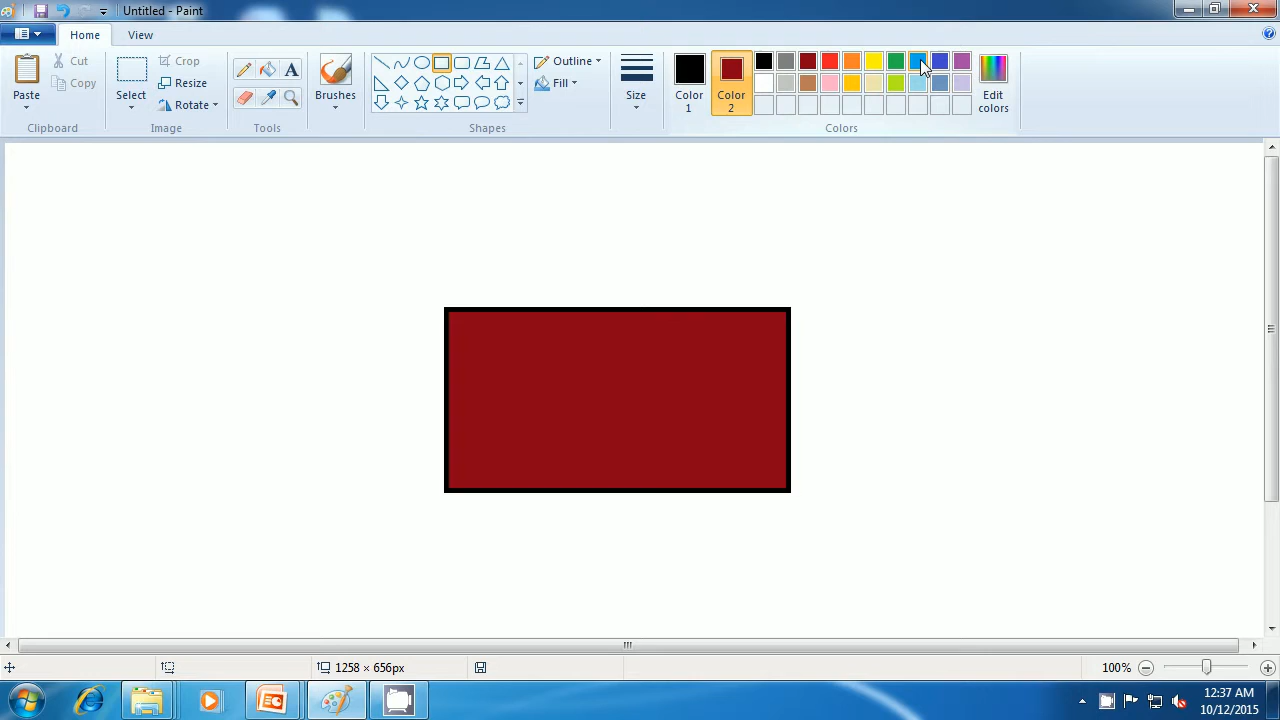 Untitled - Paint
Home View
Paste
Cut
Copy
Clipboard
Select
Crop
Resize
Rotate
Image
A
Tools
Brushes
Outline
Fill
Shapes
Size
Color
1
Color
2
Edit
colors
Colors
1258 × 656px
100%
12:37 AM
10/12/2015